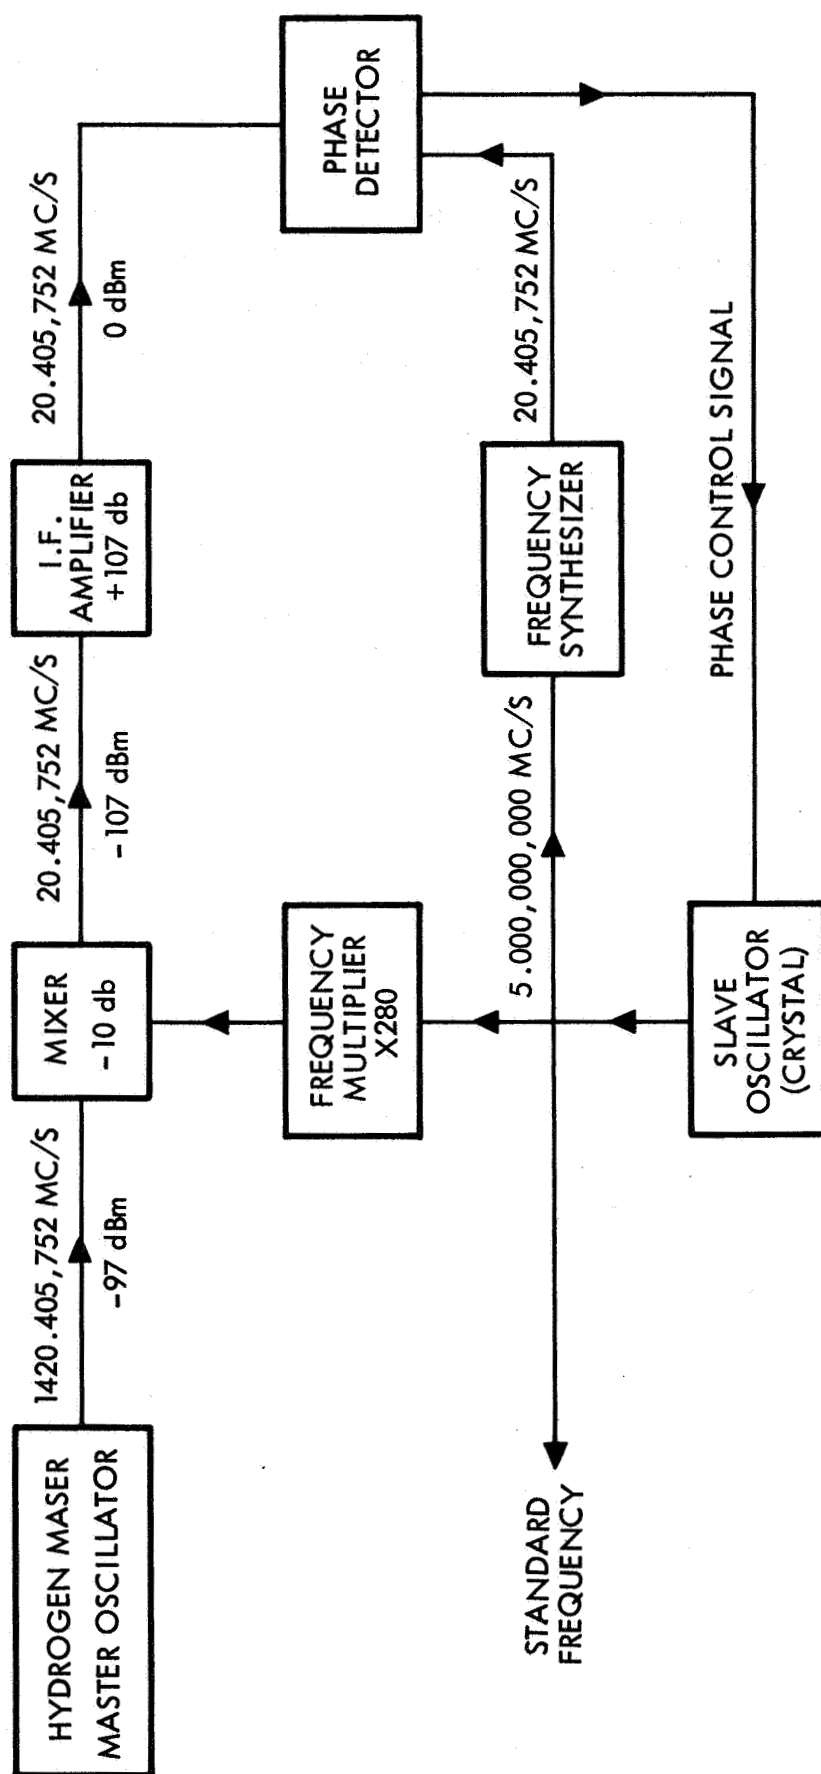 HYDROGEN MASER
MASTER OSCILLATOR
1420.405,752 MC/S
-97 dBm
MIXER
-10 db
20.405,752 MC/S
-107 dBm
I.F.
AMPLIFIER
+107 db
20.405,752 MC/S
0 dBm
PHASE
DETECTOR
FREQUENCY
MULTIPLIER
X280
5.000,000,000 MC/S
FREQUENCY
SYNTHESIZER
20.405,752 MC/S
STANDARD
FREQUENCY
SLAVE
OSCILLATOR
(CRYSTAL)
PHASE CONTROL SIGNAL